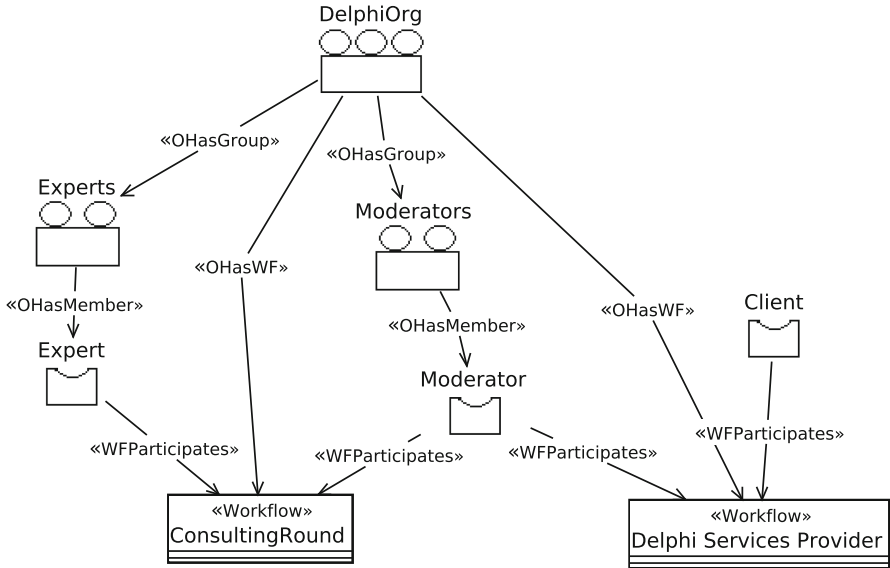 DelphiOrg
«OHasGroup»
«OHasGroup»
Experts
Moderators
«OHasWF»
«OHasMember»
«OHasWF»
Client
«OHasMember»
Expert
Moderator
«WFParticipates»
«WFParticipates»
«WFParticipates»
«WFParticipates»
«Workflow»
ConsultingRound
«Workflow»
Delphi Services Provider